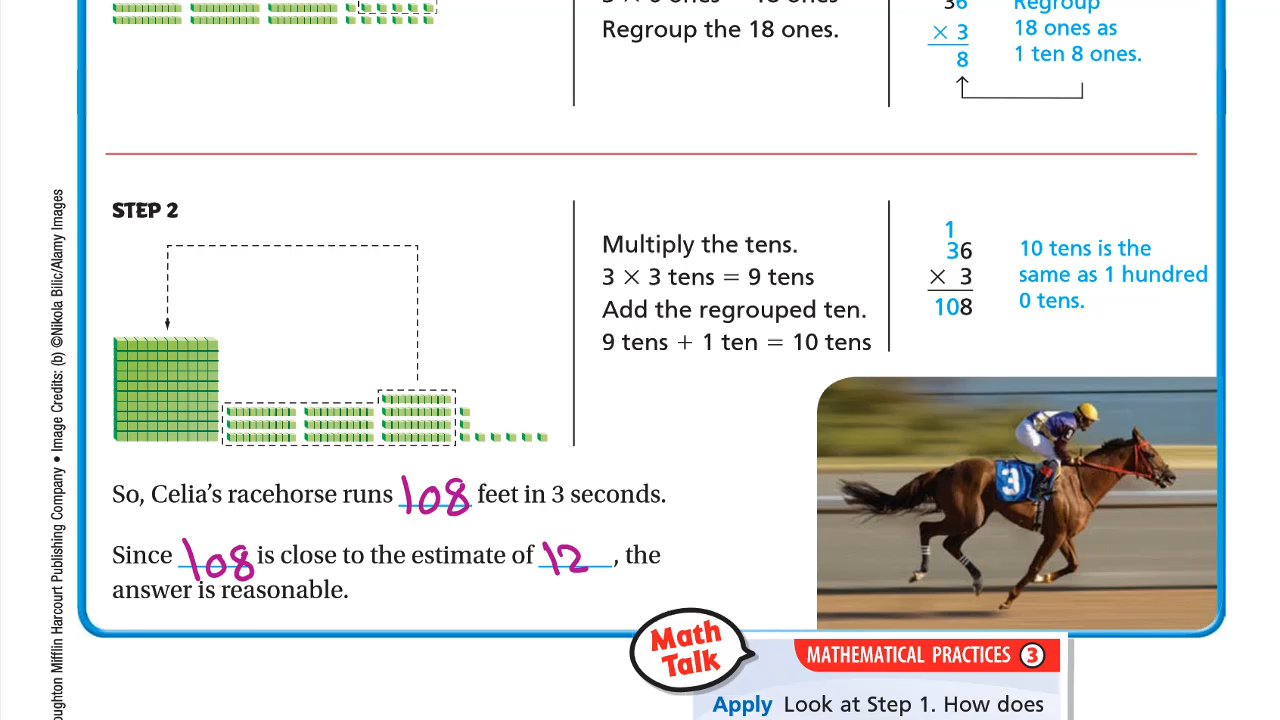 Regroup the 18 ones.
36
× 3
8
Regroup
18 ones as
1 ten 8 ones.
STEP 2
Multiply the tens.
3 × 3 tens = 9 tens
Add the regrouped ten.
9 tens + 1 ten = 10 tens
1
36
× 3
108
10 tens is the
same as 1 hundred
0 tens.
So, Celia's racehorse runs 108 feet in 3 seconds.
Since 108 is close to the estimate of 12 , the
answer is reasonable.
3
Math
Talk
MATHEMATICAL PRACTICES 3
Apply Look at Step 1. How does
Houghton Mifflin Harcourt Publishing Company • Image Credits: (b) ©Nikola Bilic/Alamy Images